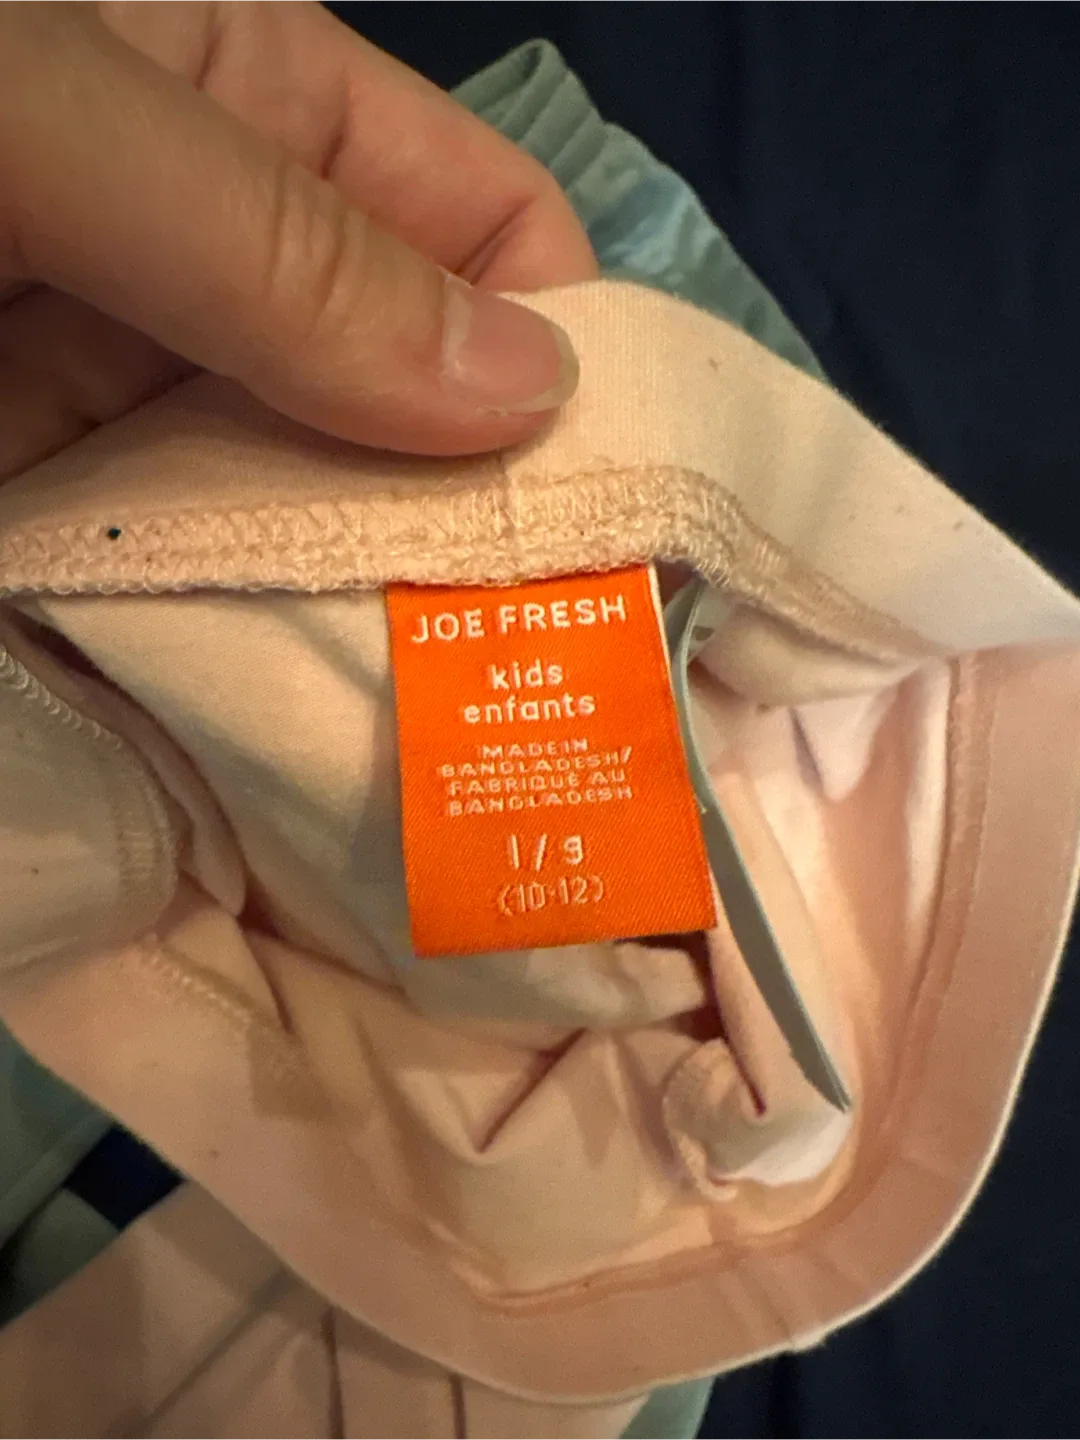 JOE FRESH
kids
enfants
MADE IN
BANGLADESH/
FABRIQUÉ AU
BANGLADESH
(10-12)